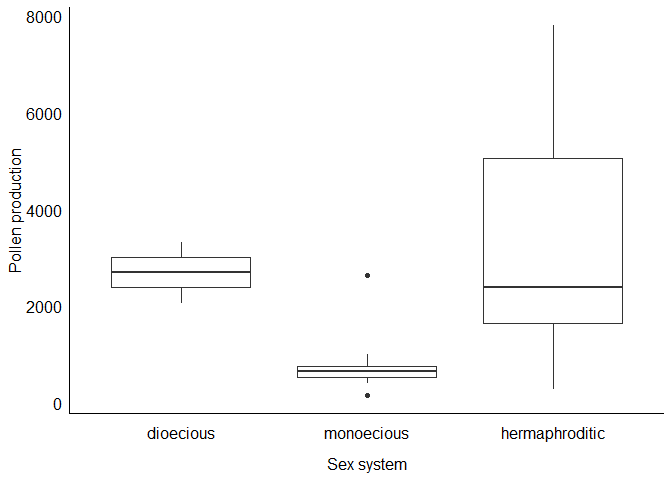 8000
6000
4000
2000
0
Pollen production
dioecious
monoecious
hermaphroditic
Sex system